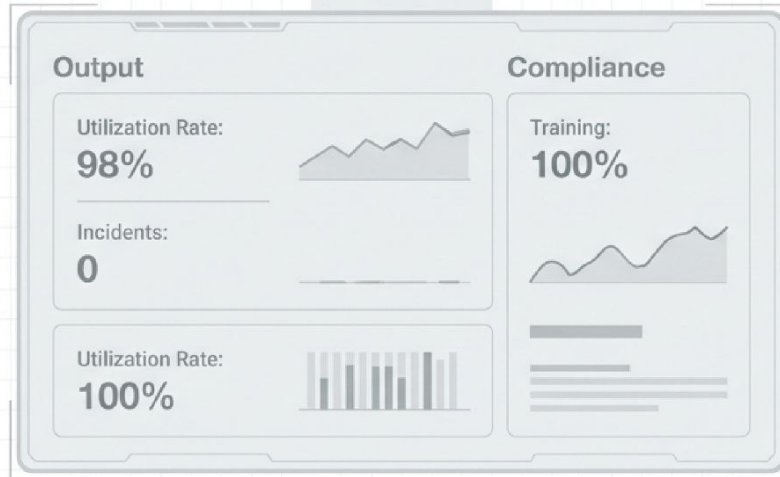 Output
Utilization Rate:
98%
Incidents:
0
Utilization Rate:
100%
Compliance
Training:
100%